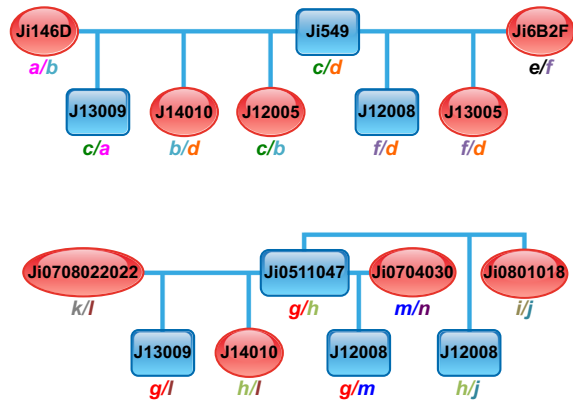 Ji146D Ji549 Ji6B2F
a/b c/d e/f
J13009 J14010 J12005 J12008 J13005
c/a b/d c/b f/d f/d
Ji0708022022 Ji0511047 Ji0704030 Ji0801018
k/l g/h m/n i/j
J13009 J14010 J12008 J12008
g/l h/l g/m h/j